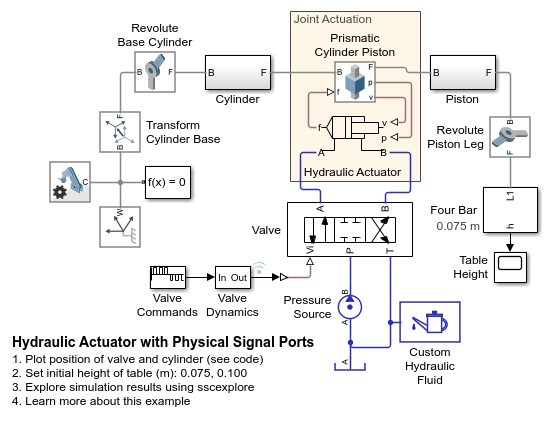 Joint Actuation
Revolute
Base Cylinder
Prismatic
Cylinder Piston
B
F
B
F
Cylinder
B
F
p
v
f
B
F
Piston
Transform
Cylinder Base
F
B
f
v
p
A
B
Hydraulic Actuator
Revolute
Piston Leg
B
F
C
f(x) = 0
W
Four Bar
0.075 m
L1
h
Valve
A
B
Vi
P
T
Table
Height
In Out
Valve
Commands
Valve
Dynamics
Pressure
Source
B
A
A
Custom
Hydraulic
Fluid
Hydraulic Actuator with Physical Signal Ports
1. Plot position of valve and cylinder (see code)
2. Set initial height of table (m): 0.075, 0.100
3. Explore simulation results using sscexplore
4. Learn more about this example